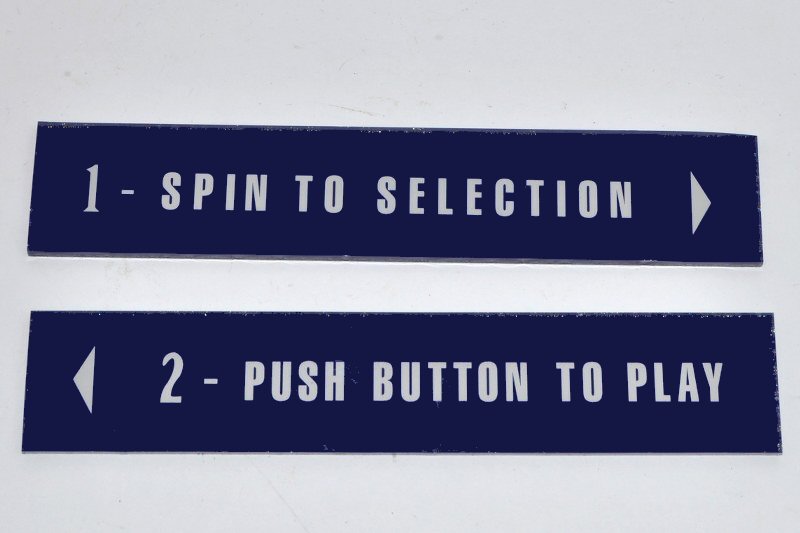 1 - SPIN TO SELECTION
2 - PUSH BUTTON TO PLAY